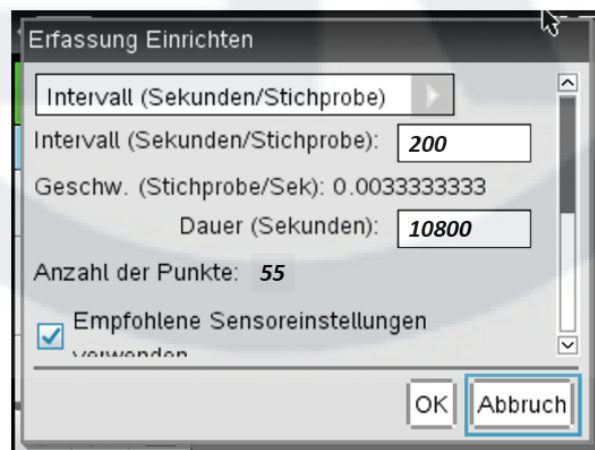 Erfassung Einrichten
Intervall (Sekunden/Stichprobe)
Intervall (Sekunden/Stichprobe): 200
Geschw. (Stichprobe/Sek): 0.0033333333
Dauer (Sekunden): 10800
Anzahl der Punkte: 55
Empfohlene Sensoreinstellungen
verwenden
OK Abbruch